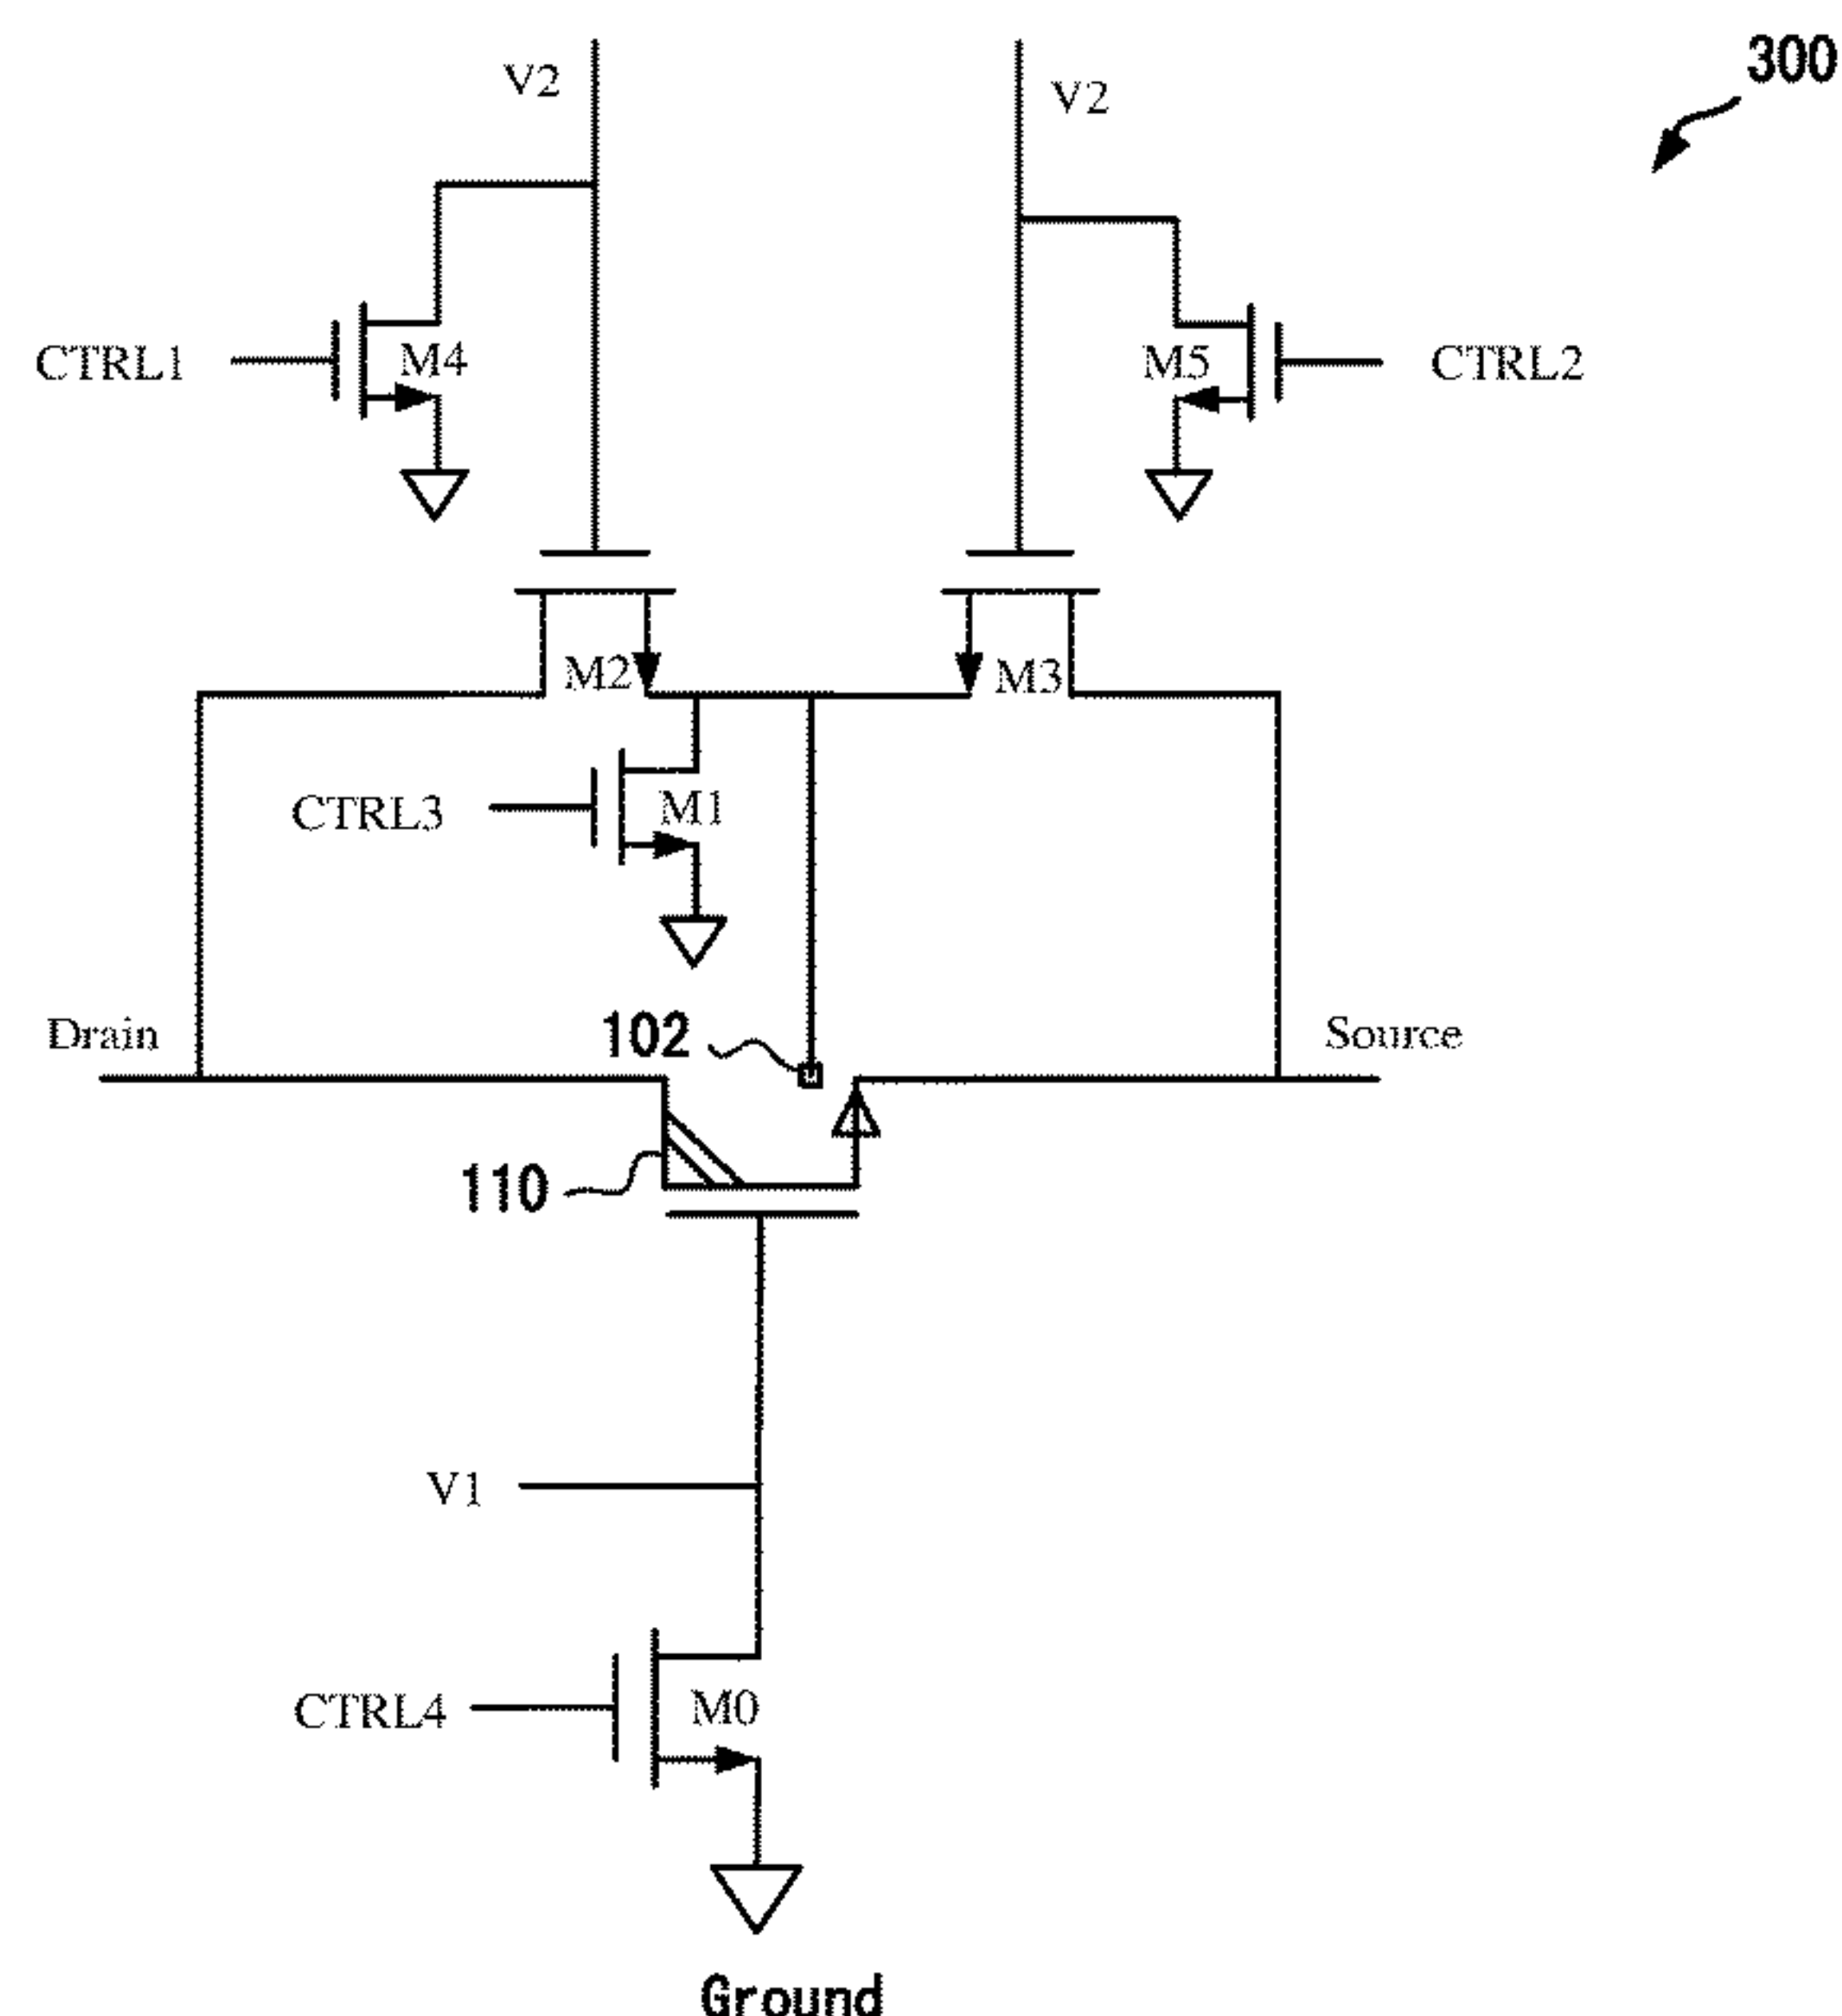 300
V2
V2
CTRL1
M4
M5
CTRL2
M2
M3
CTRL3
M1
Drain
102
Source
110
V1
CTRL4
M0
Ground